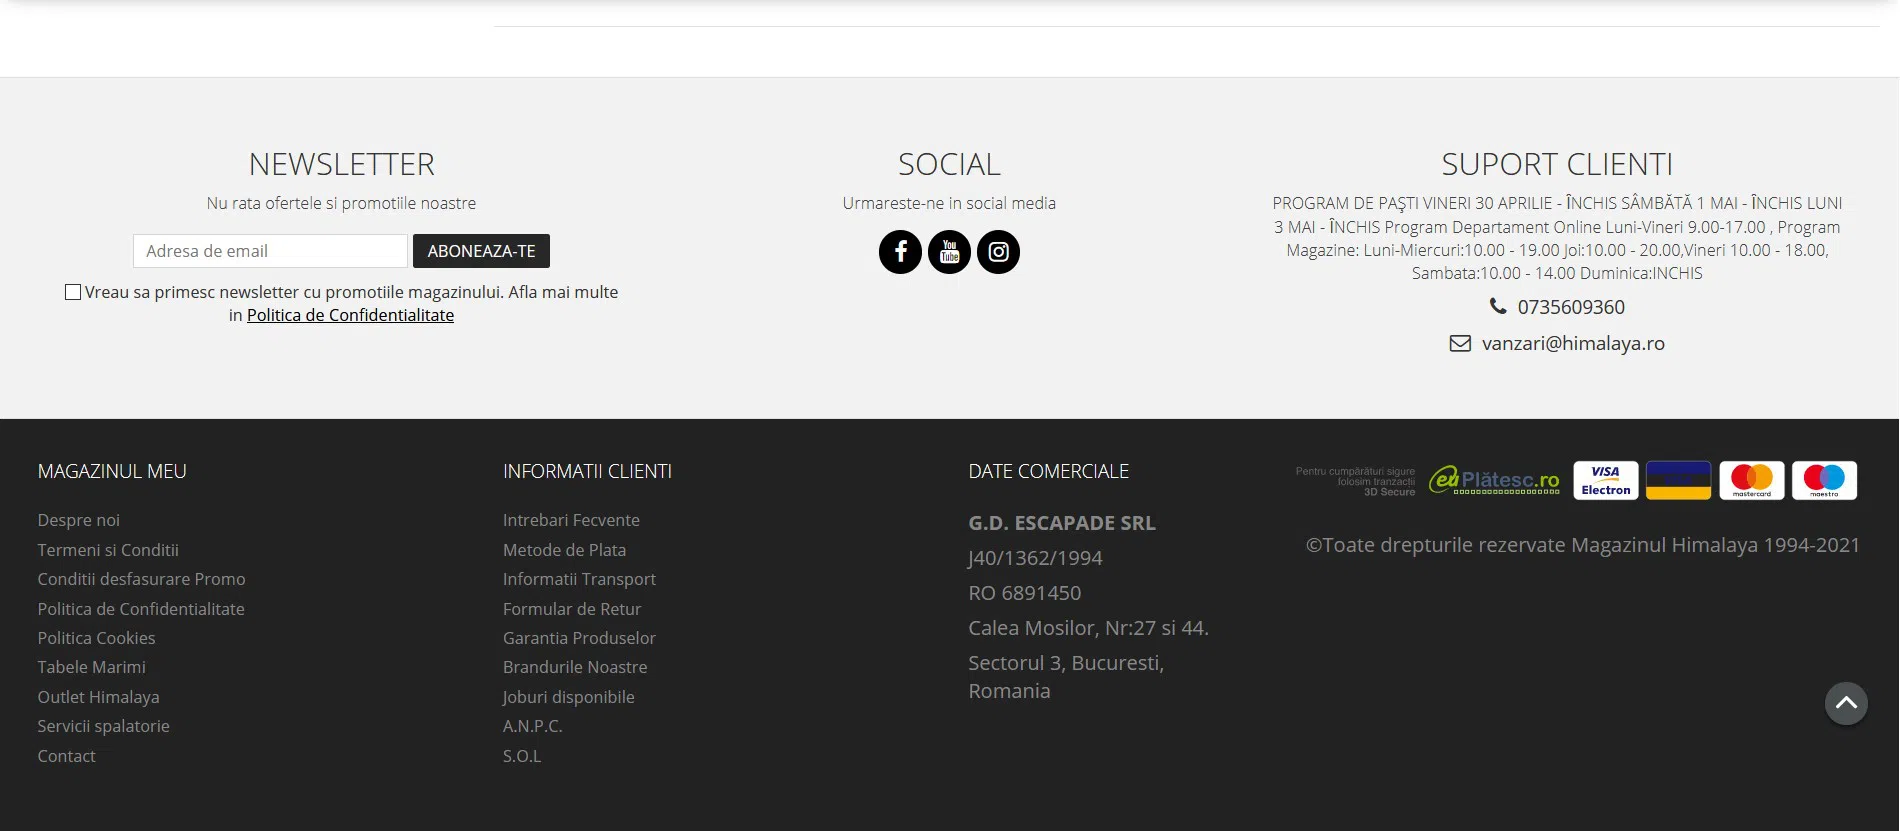 NEWSLETTER
Nu rata ofertele si promotiile noastre
Adresa de email
ABONEAZA-TE
Vreau sa primesc newsletter cu promotiile magazinului. Afla mai multe
in Politica de Confidentialitate
SOCIAL
Urmareste-ne in social media
You
Tube
SUPORT CLIENTI
PROGRAM DE PAȘTI VINERI 30 APRILIE - ÎNCHIS SÂMBĂTĂ 1 MAI - ÎNCHIS LUNI
3 MAI - ÎNCHIS Program Departament Online Luni-Vineri 9.00-17.00 , Program
Magazine: Luni-Miercuri:10.00 - 19.00 Joi:10.00 - 20.00,Vineri 10.00 - 18.00,
Sambata:10.00 - 14.00 Duminica:INCHIS
0735609360
vanzari@himalaya.ro
MAGAZINUL MEU
Despre noi
Termeni si Conditii
Conditii desfasurare Promo
Politica de Confidentialitate
Politica Cookies
Tabele Marimi
Outlet Himalaya
Servicii spalatorie
Contact
INFORMATII CLIENTI
Intrebari Fecvente
Metode de Plata
Informatii Transport
Formular de Retur
Garantia Produselor
Brandurile Noastre
Joburi disponibile
A.N.P.C.
S.O.L
DATE COMERCIALE
G.D. ESCAPADE SRL
J40/1362/1994
RO 6891450
Calea Mosilor, Nr:27 si 44.
Sectorul 3, Bucuresti,
Romania
Pentru cumpărături sigure
folosim tranzactii
3D Secure
euPlătesc.ro
VISA
Electron
mastercard
maestro
©Toate drepturile rezervate Magazinul Himalaya 1994-2021